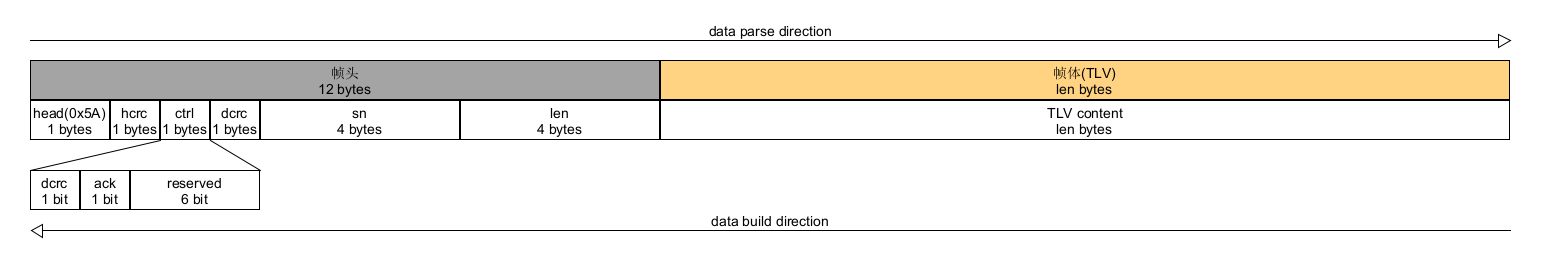 data parse direction
帧头
12 bytes
帧体(TLV)
len bytes
head(0x5A)
1 bytes
hcrc
1 bytes
ctrl
1 bytes
dcrc
1 bytes
sn
4 bytes
len
4 bytes
TLV content
len bytes
dcrc
1 bit
ack
1 bit
reserved
6 bit
data build direction